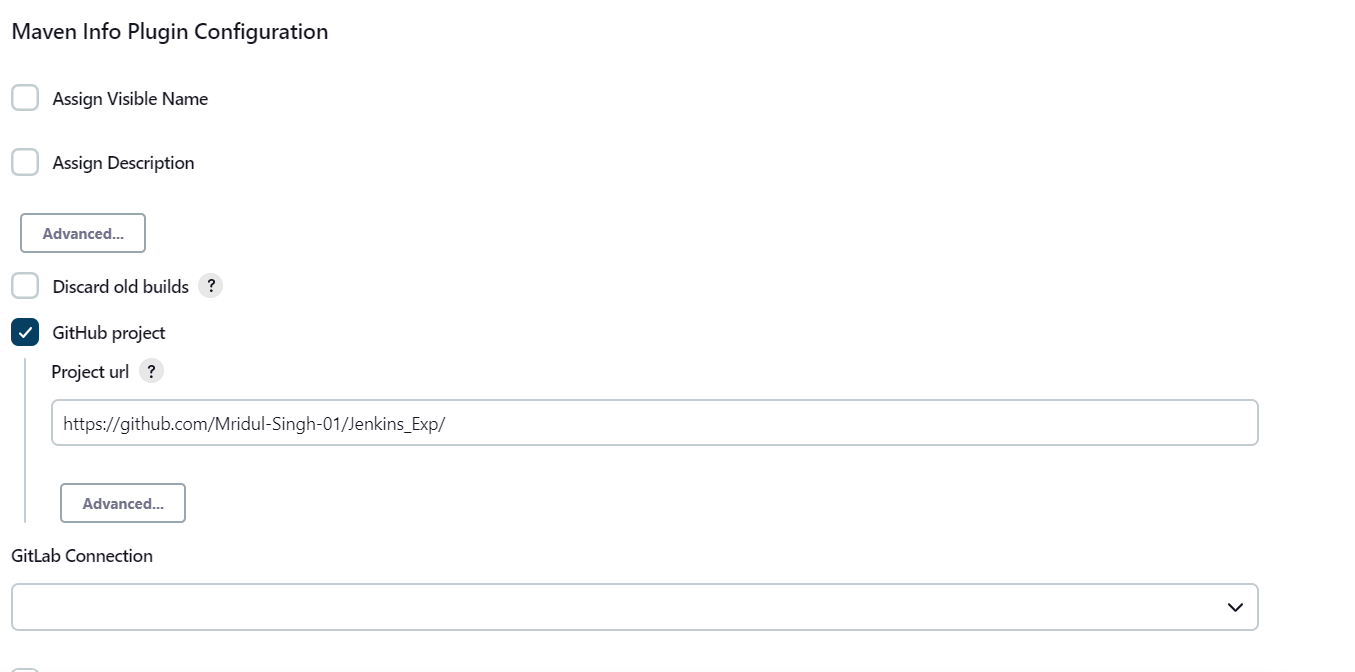 Maven Info Plugin Configuration
Assign Visible Name
Assign Description
Advanced...
Discard old builds ?
GitHub project
Project url ?
https://github.com/Mridul-Singh-01/Jenkins_Exp/
Advanced...
GitLab Connection